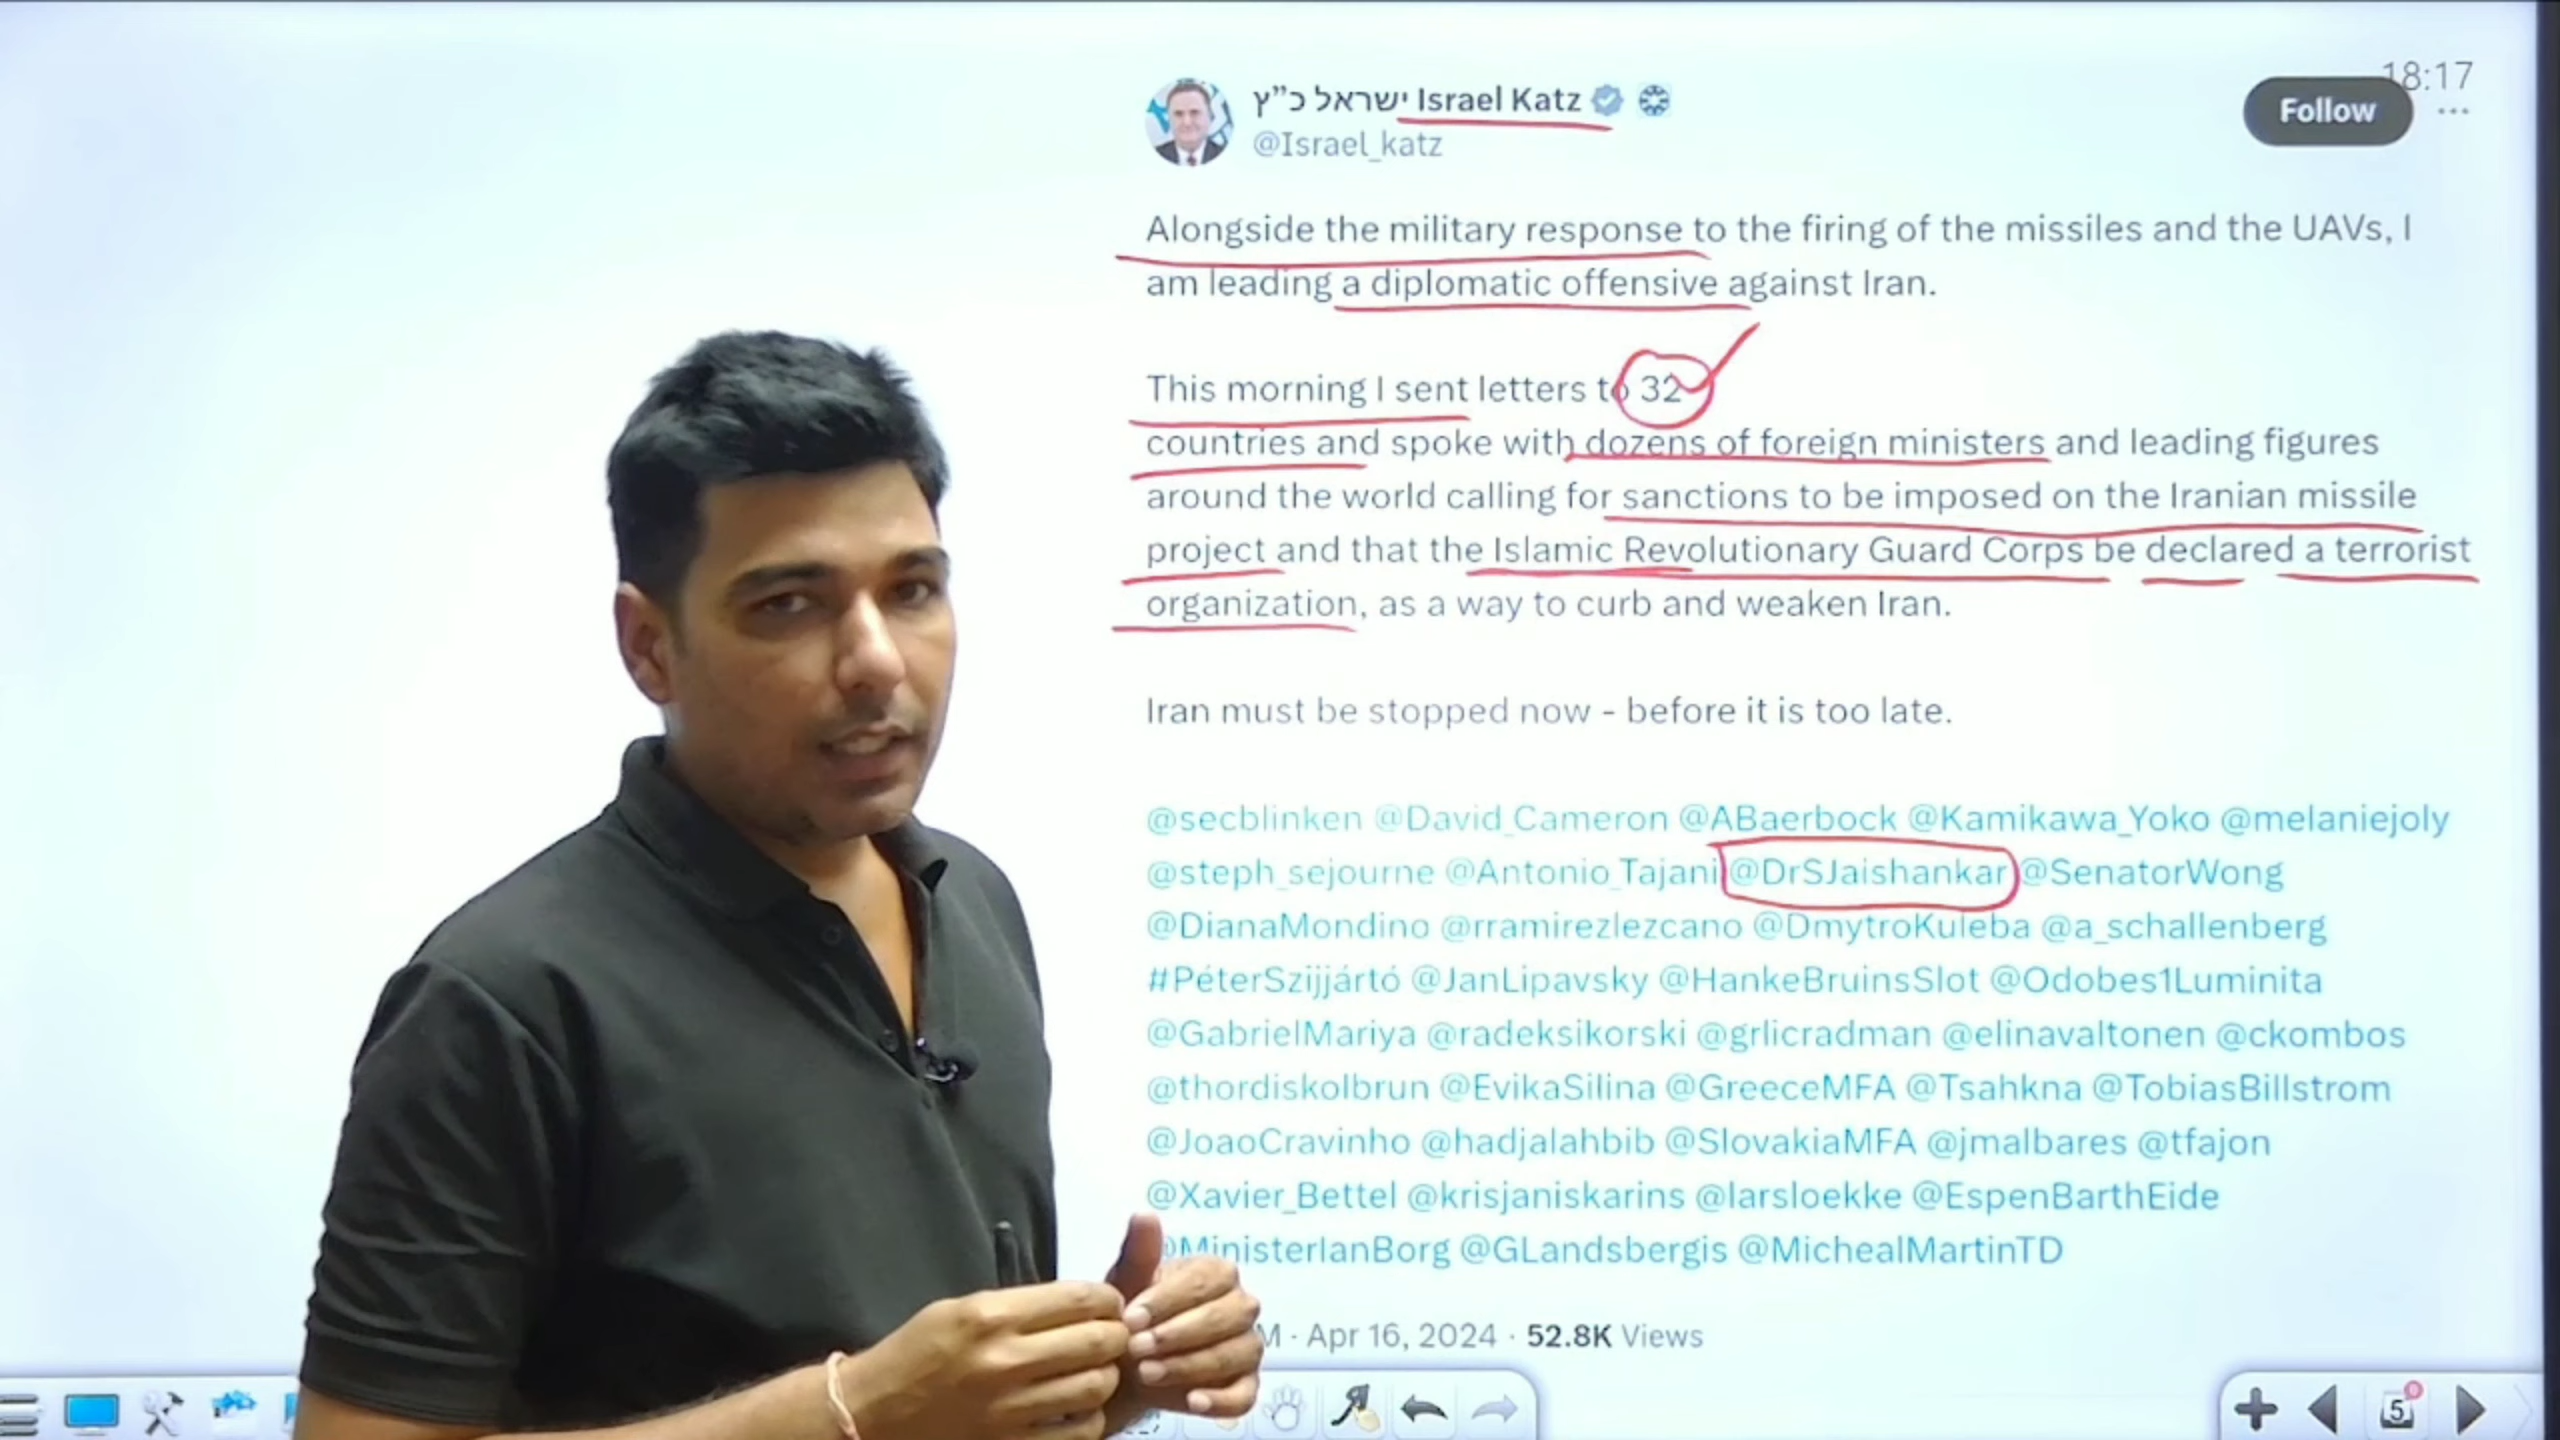 18:17
ישראל כ”ץ Israel Katz
Follow
@Israel_katz
Alongside the military response to the firing of the missiles and the UAVs, I
am leading a diplomatic offensive against Iran.
This morning I sent letters to 32
countries and spoke with dozens of foreign ministers and leading figures
around the world calling for sanctions to be imposed on the Iranian missile
project and that the Islamic Revolutionary Guard Corps be declared a terrorist
organization, as a way to curb and weaken Iran.
Iran must be stopped now - before it is too late.
@secblinken @David_Cameron @ABaerbock @Kamikawa_Yoko @melaniejoly
@steph_sejourne @Antonio_Tajani @DrSJaishankar @SenatorWong
@DianaMondino @rramirezlezcano @DmytroKuleba @a_schallenberg
#PéterSzijjártó @JanLipavsky @HankeBruinsSlot @Odobes1Luminita
@GabrielMariya @radeksikorski @grlicradman @elinavaltonen @ckombos
@thordiskolbrun @EvikaSilina @GreeceMFA @Tsahkna @TobiasBillstrom
@JoaoCravinho @hadjalahbib @SlovakiaMFA @jmalbares @tfajon
@Xavier_Bettel @krisjaniskarins @larsloekke @EspenBarthEide
@MinisterIanBorg @GLandsbergis @MichealMartinTD
M · Apr 16, 2024 · 52.8K Views
5
0